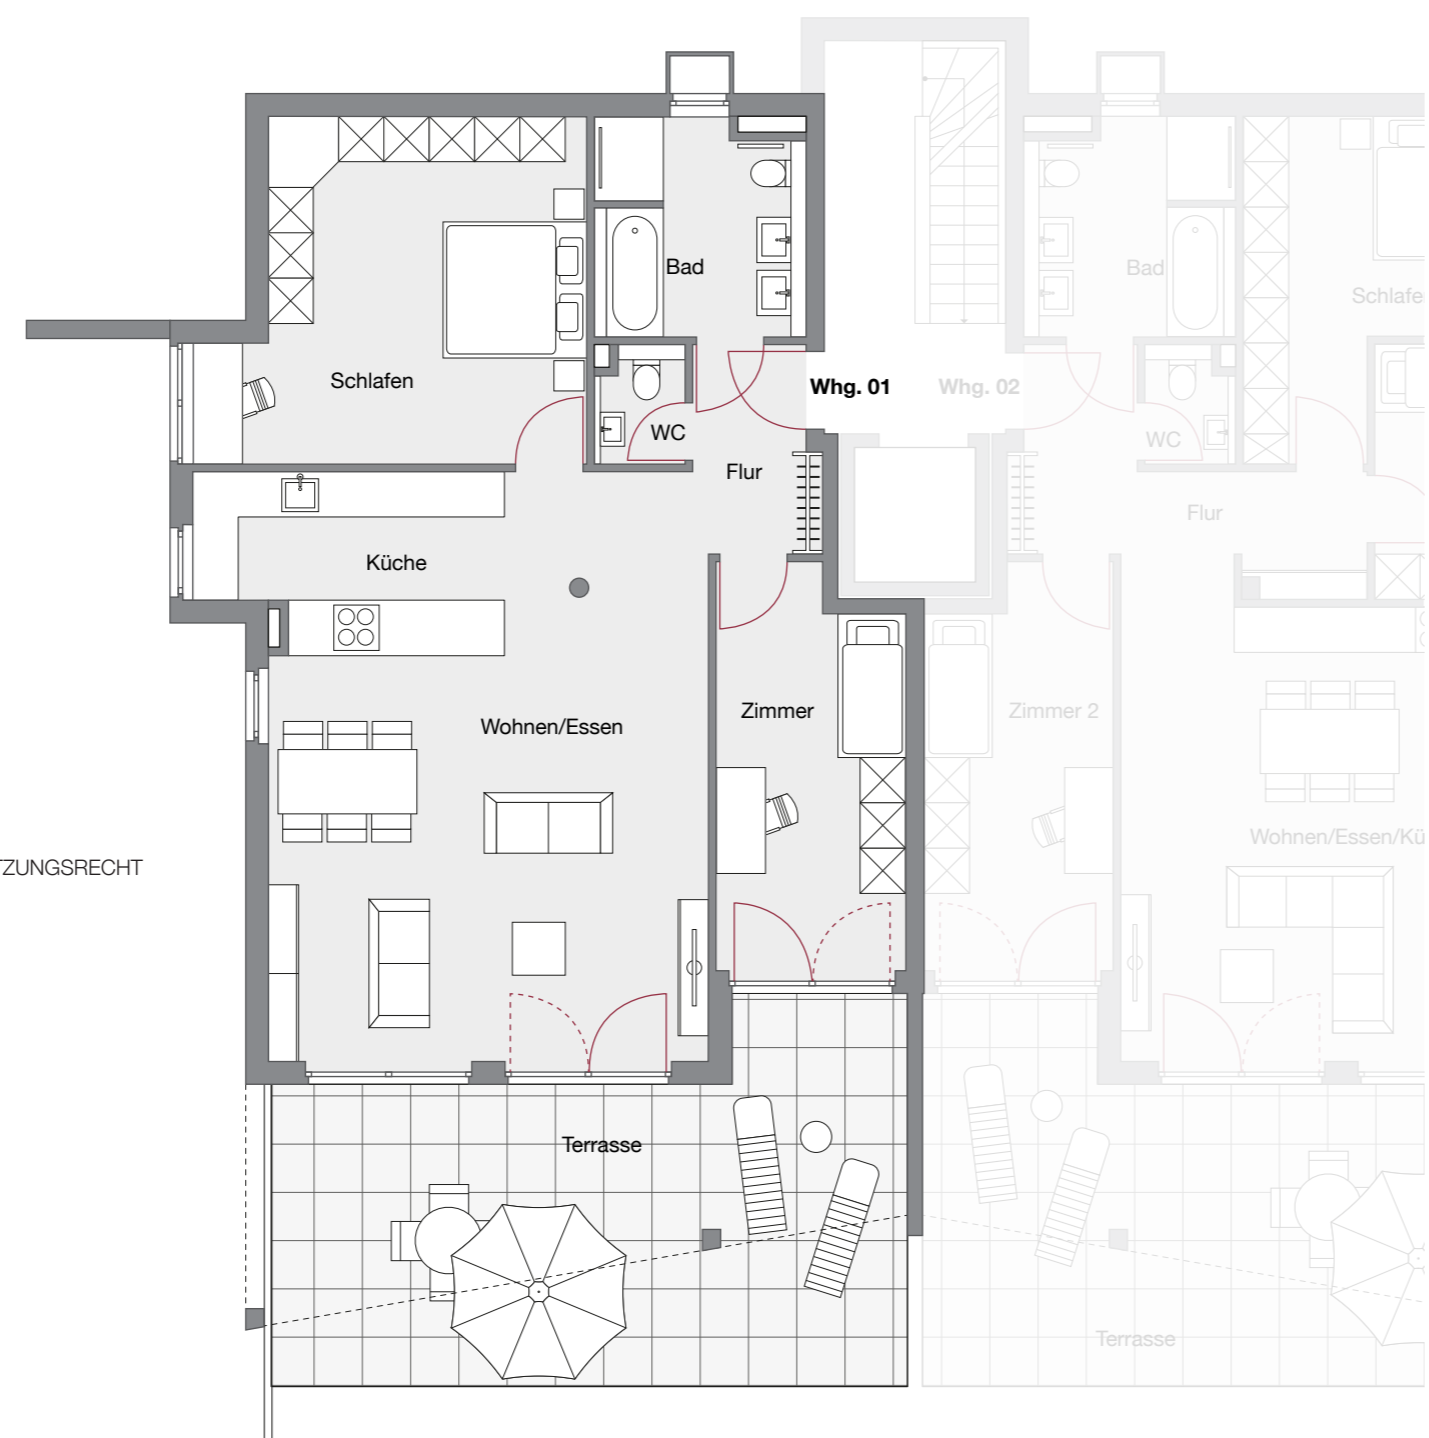 Bad
Bad
Schlafe
Schlafen
Whg. 01
Whg. 02
WC
WC
Flur
Flur
Küche
Zimmer
Zimmer 2
Wohnen/Essen
Wohnen/Essen/Kü
TZUNGSRECHT
Terrasse
Terrasse